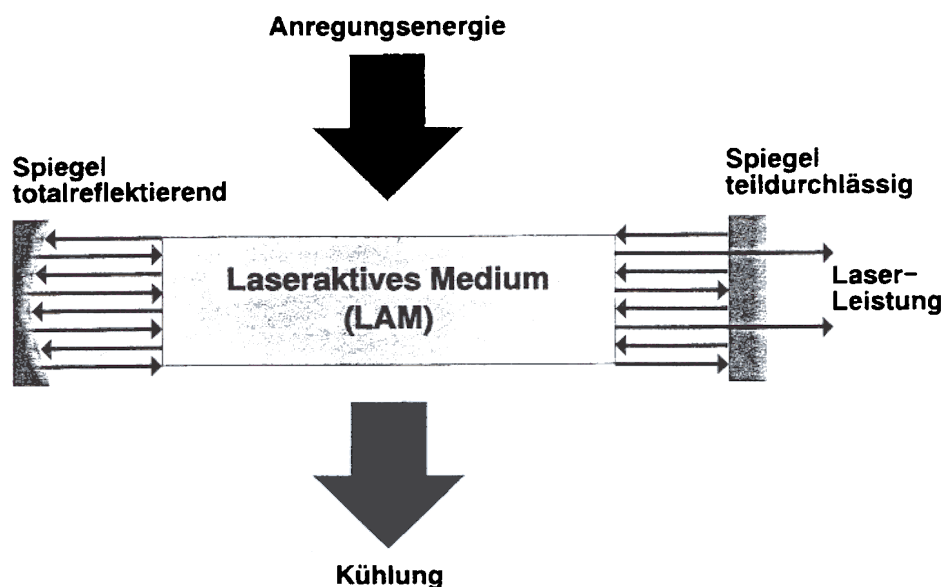 Anregungsenergie
Spiegel
totalreflektierend
Spiegel
teildurchlässig
Laseraktives Medium
(LAM)
Laser-
Leistung
Kühlung